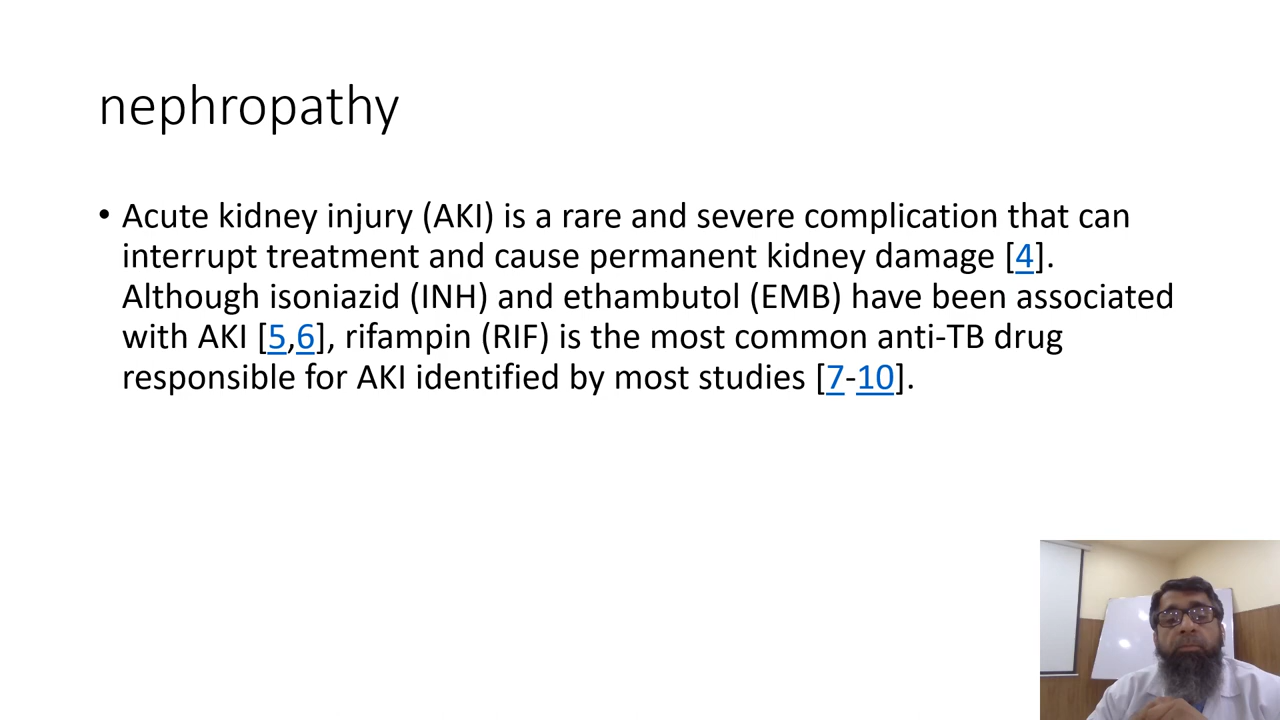 nephropathy
• Acute kidney injury (AKI) is a rare and severe complication that can
interrupt treatment and cause permanent kidney damage [4].
Although isoniazid (INH) and ethambutol (EMB) have been associated
with AKI [5,6], rifampin (RIF) is the most common anti-TB drug
responsible for AKI identified by most studies [7-10].